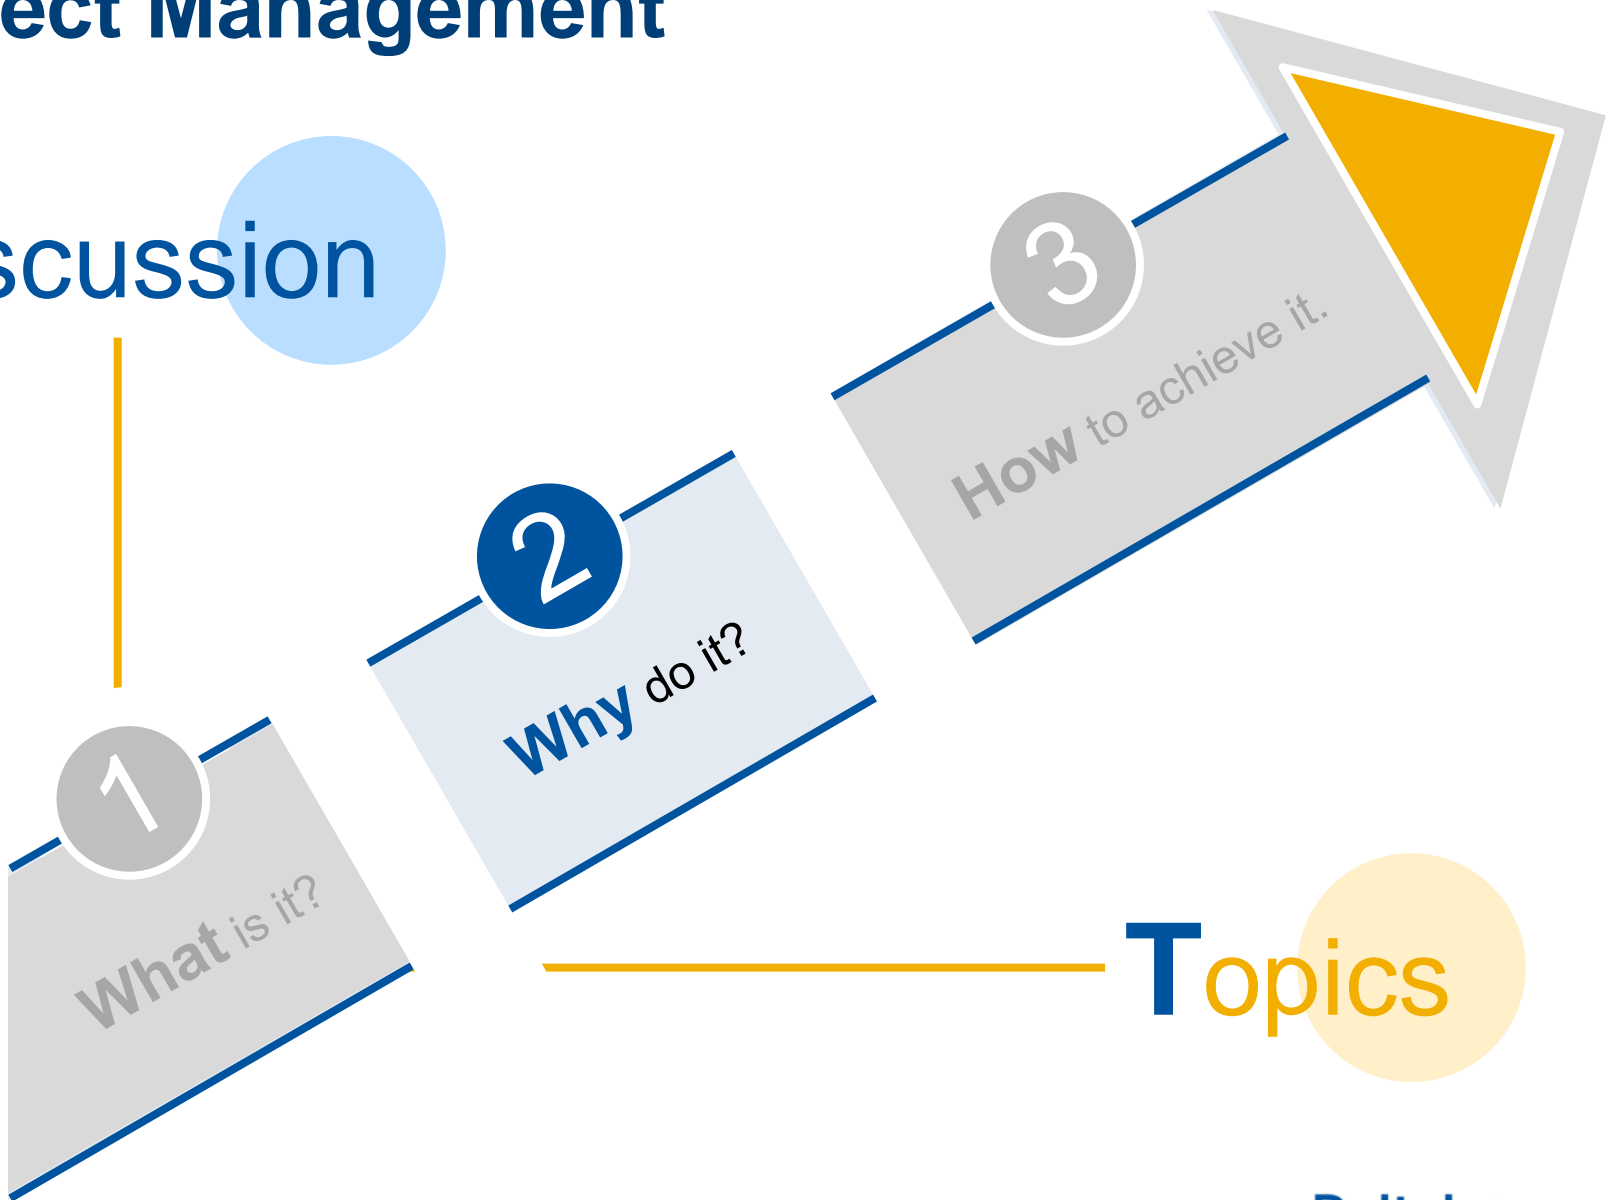 ect Management
scussion
3
How to achieve it.
2
Why do it?
1
What is it?
Topics